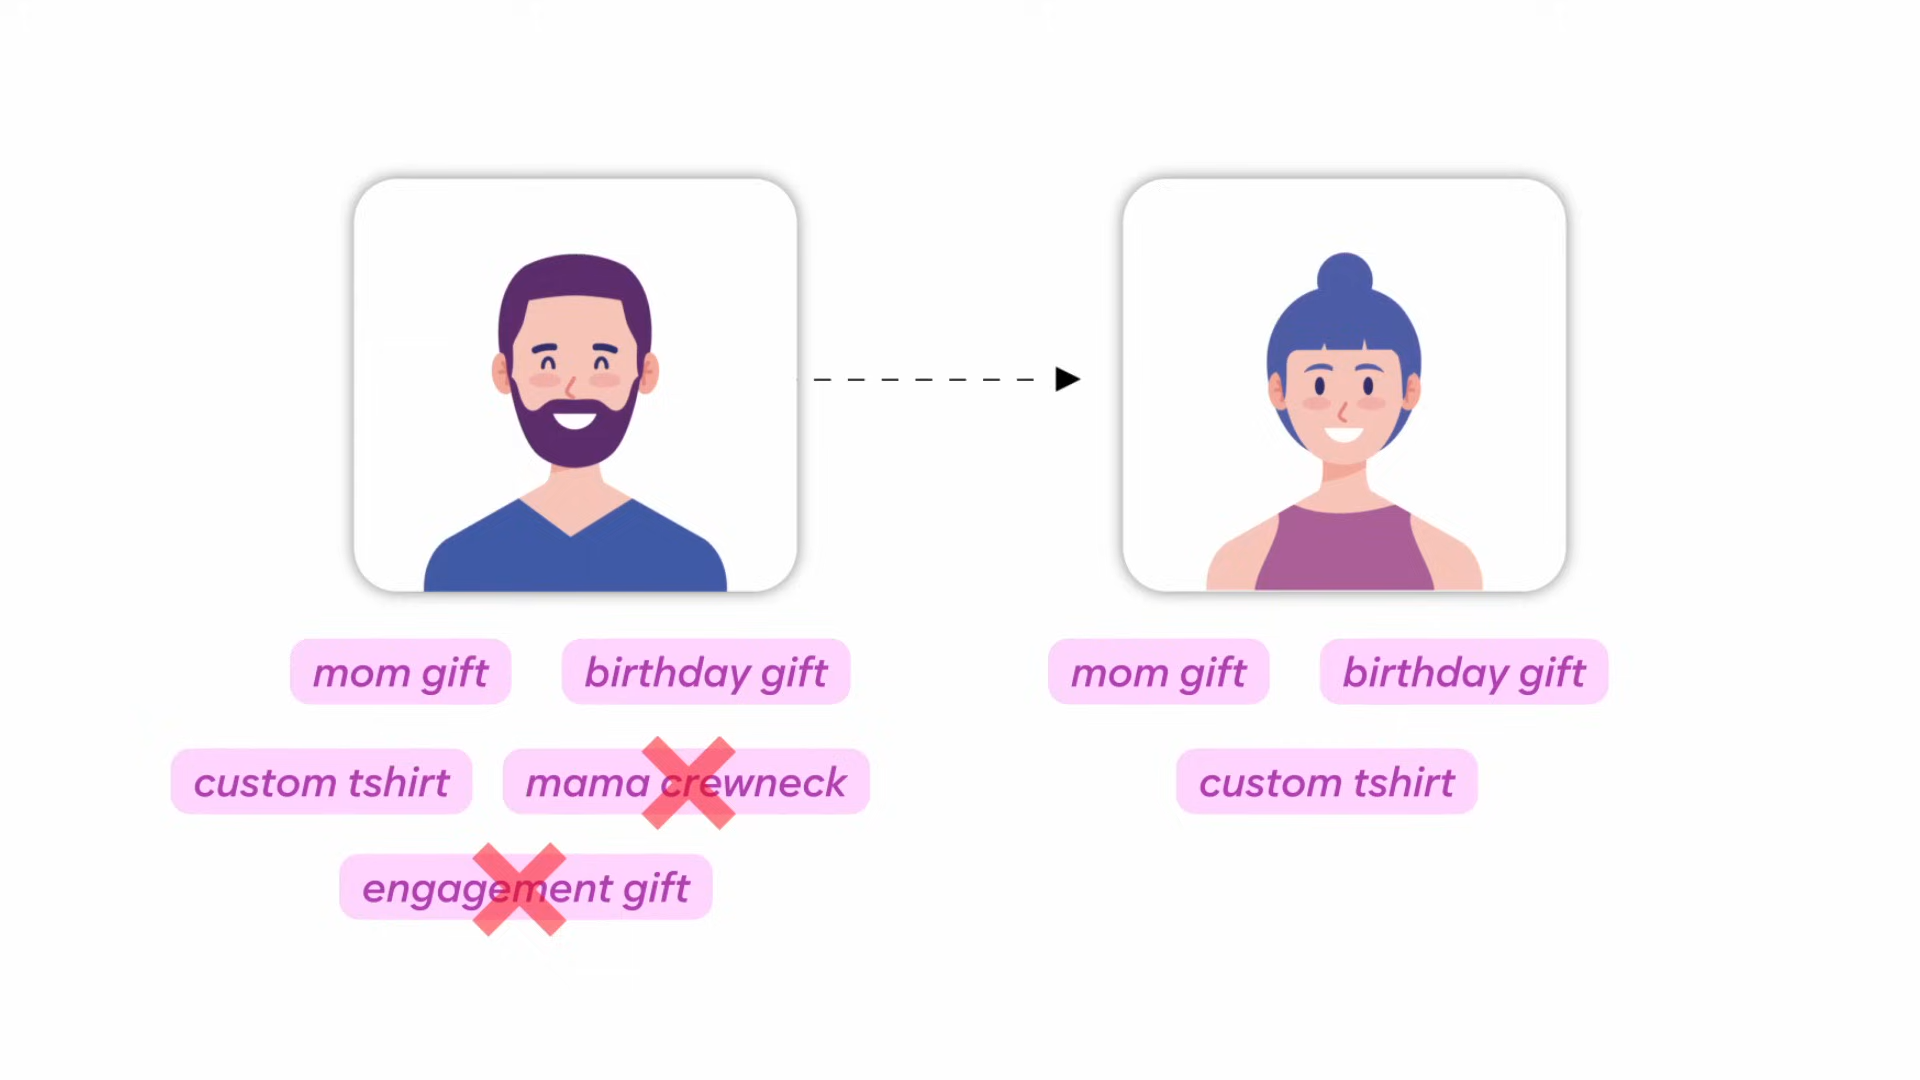 mom gift
birthday gift
custom tshirt
mama crewneck
engagement gift
mom gift
birthday gift
custom tshirt